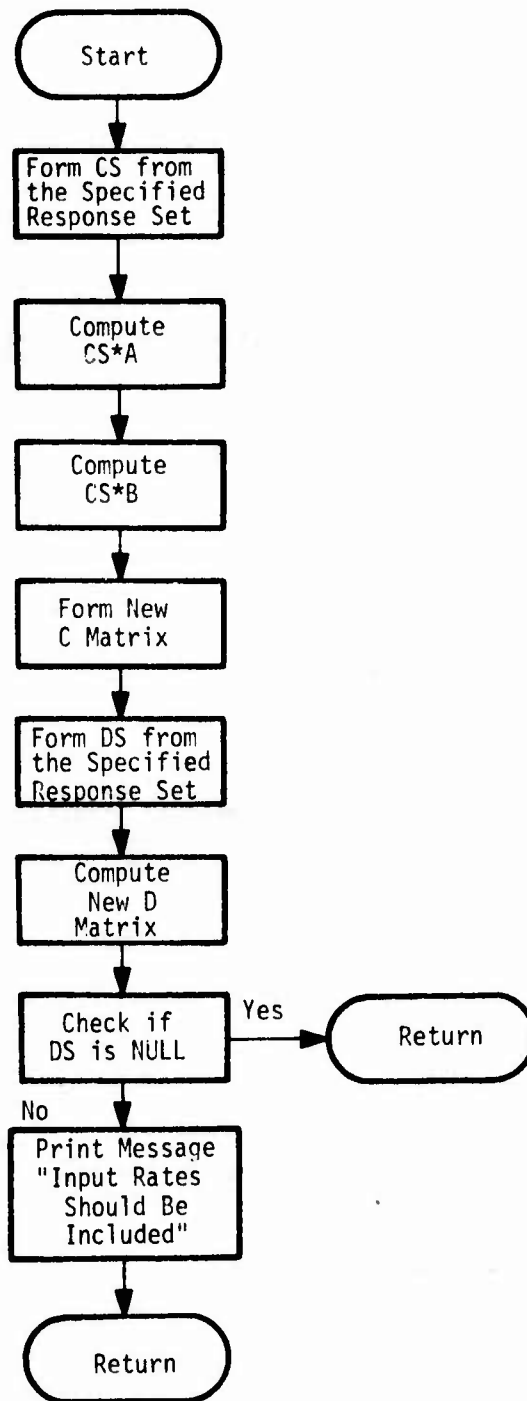 Start
Form CS from
the Specified
Response Set
Compute
CS*A
Compute
CS*B
Form New
C Matrix
Form DS from
the Specified
Response Set
Compute
New D
Matrix
Check if
DS is NULL
Yes
Return
No
Print Message
"Input Rates
Should Be
Included"
Return